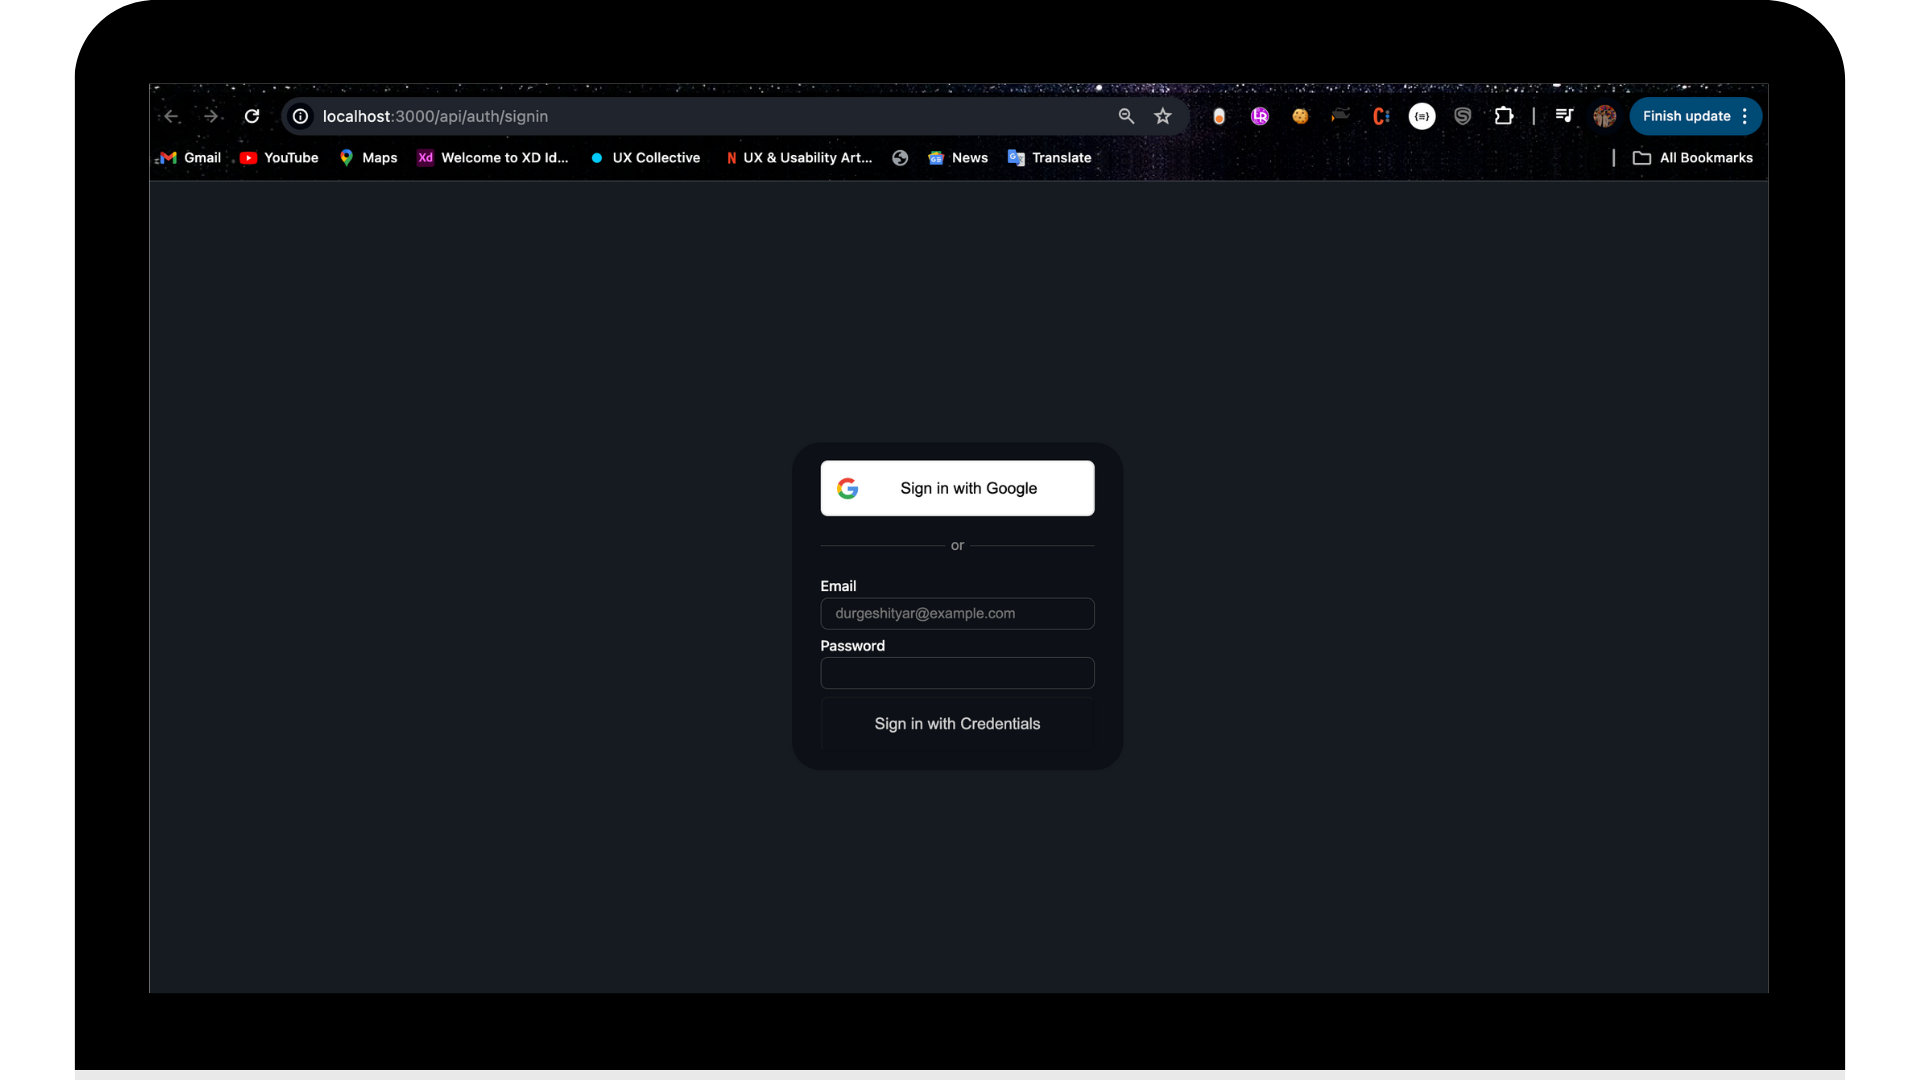 localhost:3000/api/auth/signin
Finish update
Gmail YouTube Maps Xd Welcome to XD Id... UX Collective N UX & Usability Art... News Translate All Bookmarks
Sign in with Google
or
Email
durgeshityar@example.com
Password
Sign in with Credentials